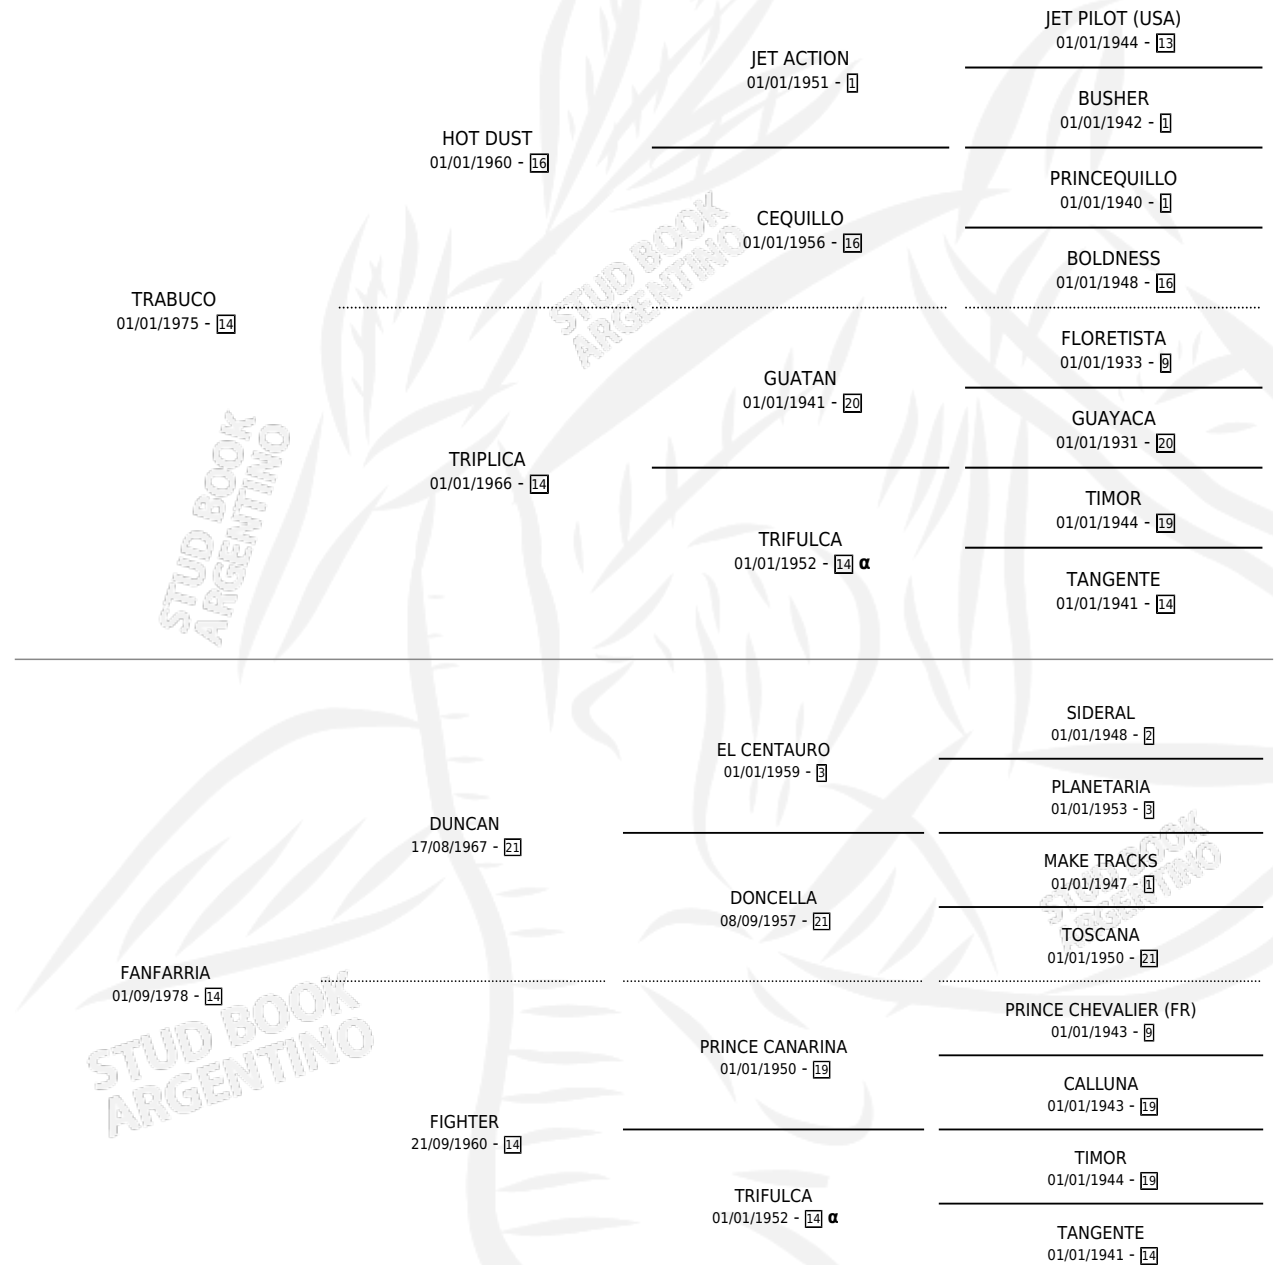 JET PILOT (USA)
01/01/1944 - 13
JET ACTION
01/01/1951 - 1
BUSHER
01/01/1942 - 1
HOT DUST
01/01/1960 - 16
PRINCEQUILLO
01/01/1940 - 1
CEQUILLO
01/01/1956 - 16
BOLDNESS
01/01/1948 - 16
TRABUCO
01/01/1975 - 14
FLORETISTA
01/01/1933 - 9
GUATAN
01/01/1941 - 20
GUAYACA
01/01/1931 - 20
TRIPLICA
01/01/1966 - 14
TIMOR
01/01/1944 - 19
TRIFULCA
01/01/1952 - 14 α
TANGENTE
01/01/1941 - 14
SIDERAL
01/01/1948 - 2
EL CENTAURO
01/01/1959 - 3
PLANETARIA
01/01/1953 - 3
DUNCAN
17/08/1967 - 21
MAKE TRACKS
01/01/1947 - 1
DONCELLA
08/09/1957 - 21
TOSCANA
01/01/1950 - 21
FANFARRIA
01/09/1978 - 14
PRINCE CHEVALIER (FR)
01/01/1943 - 9
PRINCE CANARINA
01/01/1950 - 19
CALLUNA
01/01/1943 - 19
FIGHTER
21/09/1960 - 14
TIMOR
01/01/1944 - 19
TRIFULCA
01/01/1952 - 14 α
TANGENTE
01/01/1941 - 14
STUD BOOK
ARGENTINO
STUD BOOK
ARGENTINO
STUD BOOK
ARGENTINO
STUD BOOK
ARGENTINO